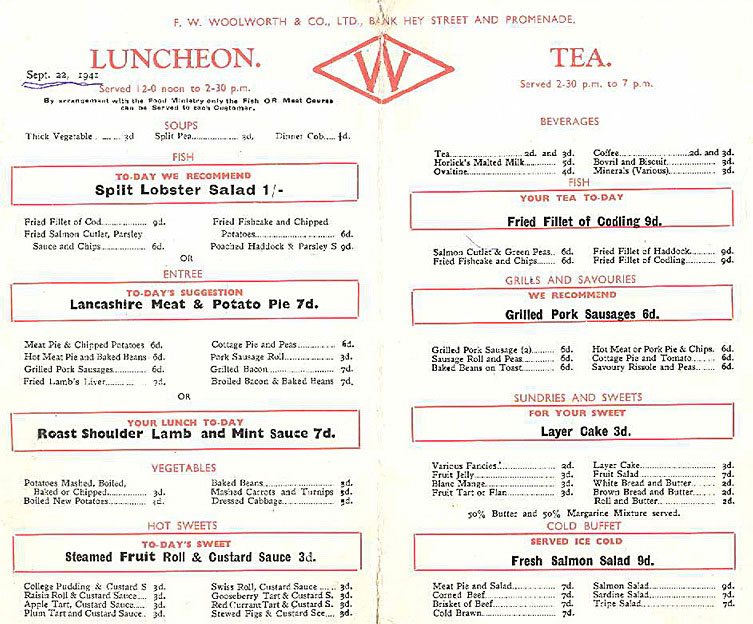 F. W. WOOLWORTH & CO., LTD., BANK HEY STREET AND PROMENADE.
LUNCHEON.
Sept. 22, 1941
Served 12-0 noon to 2-30 p.m.
By arrangement with the Food Ministry only the Fish OR Meat Course
can be Served to each Customer.
SOUPS
Thick Vegetable ....... 3d Split Pea.................. 3d, Dinner Cob.... ½d.
FISH
TO-DAY WE RECOMMEND
Split Lobster Salad 1/-
Fried Fillet of Cod............... 9d.
Fried Salmon Cutlet, Parsley
Sauce and Chips............... 6d.
Fried Fishcake and Chipped
Potatoes........................ 6d.
Poached Haddock & Parsley S 9d.
OR
ENTREE
TO-DAY'S SUGGESTION
Lancashire Meat & Potato Pie 7d.
Meat Pie & Chipped Potatoes 6d.
Hot Meat Pie and Baked Beans 6d.
Grilled Pork Sausages............ 6d.
Fried Lamb's Liver............... 7d.
Cottage Pie and Peas............ 6d.
Pork Sausage Roll............... 3d.
Grilled Bacon..................... 7d.
Broiled Bacon & Baked Beans 7d.
OR
YOUR LUNCH TO-DAY
Roast Shoulder Lamb and Mint Sauce 7d.
VEGETABLES
Potatoes Mashed, Boiled,
Baked or Chipped............ 3d.
Boiled New Potatoes............
Baked Beans.....................
Mashed Carrots and Turnips
Dressed Cabbage...............
HOT SWEETS
TO-DAY'S SWEET
Steamed Fruit Roll & Custard Sauce 3d.
College Pudding & Custard S 3d.
Raisin Roll & Custard Sauce.... 3d.
Apple Tart, Custard Sauce...... 3d.
Plum Tart and Custard Sauce.. 3d.
Swiss Roll, Custard Sauce ...... 3d.
Gooseberry Tart & Custard S. 3d.
Red Currant Tart & Custard S. 3d.
Stewed Figs & Custard See.... 3d.
W
TEA.
Served 2-30 p.m. to 7 p.m.
BEVERAGES
Tea........................2d. and 3d.
Horlick's Malted Milk............ 5d.
Ovaltine........................... 4d.
Coffee.....................2d. and 3d.
Bovril and Biscuit............... 3d.
Minerals (Various)............... 3d.
FISH
YOUR TEA TO-DAY
Fried Fillet of Codling 9d.
Salmon Cutlet & Green Peas.. 6d.
Fried Fishcake and Chips...... 6d.
Fried Fillet of Haddock......... 9d.
Fried Fillet of Codling.......... 9d.
GRILLS AND SAVOURIES
WE RECOMMEND
Grilled Pork Sausages 6d.
Grilled Pork Sausage (2)........ 6d.
Sausage Roll and Peas.......... 6d.
Baked Beans on Toast.......... 6d.
Hot Meat or Pork Pie & Chips. 6d.
Cottage Pie and Tomato....... 6d.
Savoury Rissole and Peas...... 6d.
SUNDRIES AND SWEETS
FOR YOUR SWEET
Layer Cake 3d.
Various Fancies.................. 2d.
Fruit Jelly........................ 3d.
Blanc Mange..................... 3d.
Fruit Tart or Flan............... 3d.
Layer Cake....................... 3d.
Fruit Salad....................... 7d.
White Bread and Butter........ 2d.
Brown Bread and Butter....... 2d.
Roll and Butter.................. 2d.
50% Butter and 50% Margarine Mixture served.
COLD BUFFET
SERVED ICE COLD
Fresh Salmon Salad 9d.
Meat Pie and Salad.............. 7d.
Corned Beef...................... 7d.
Brisket of Beef................... 7d.
Cold Brawn...................... 7d.
Salmon Salad..................... 9d.
Sardine Salad..................... 7d.
Tripe Salad....................... 7d.